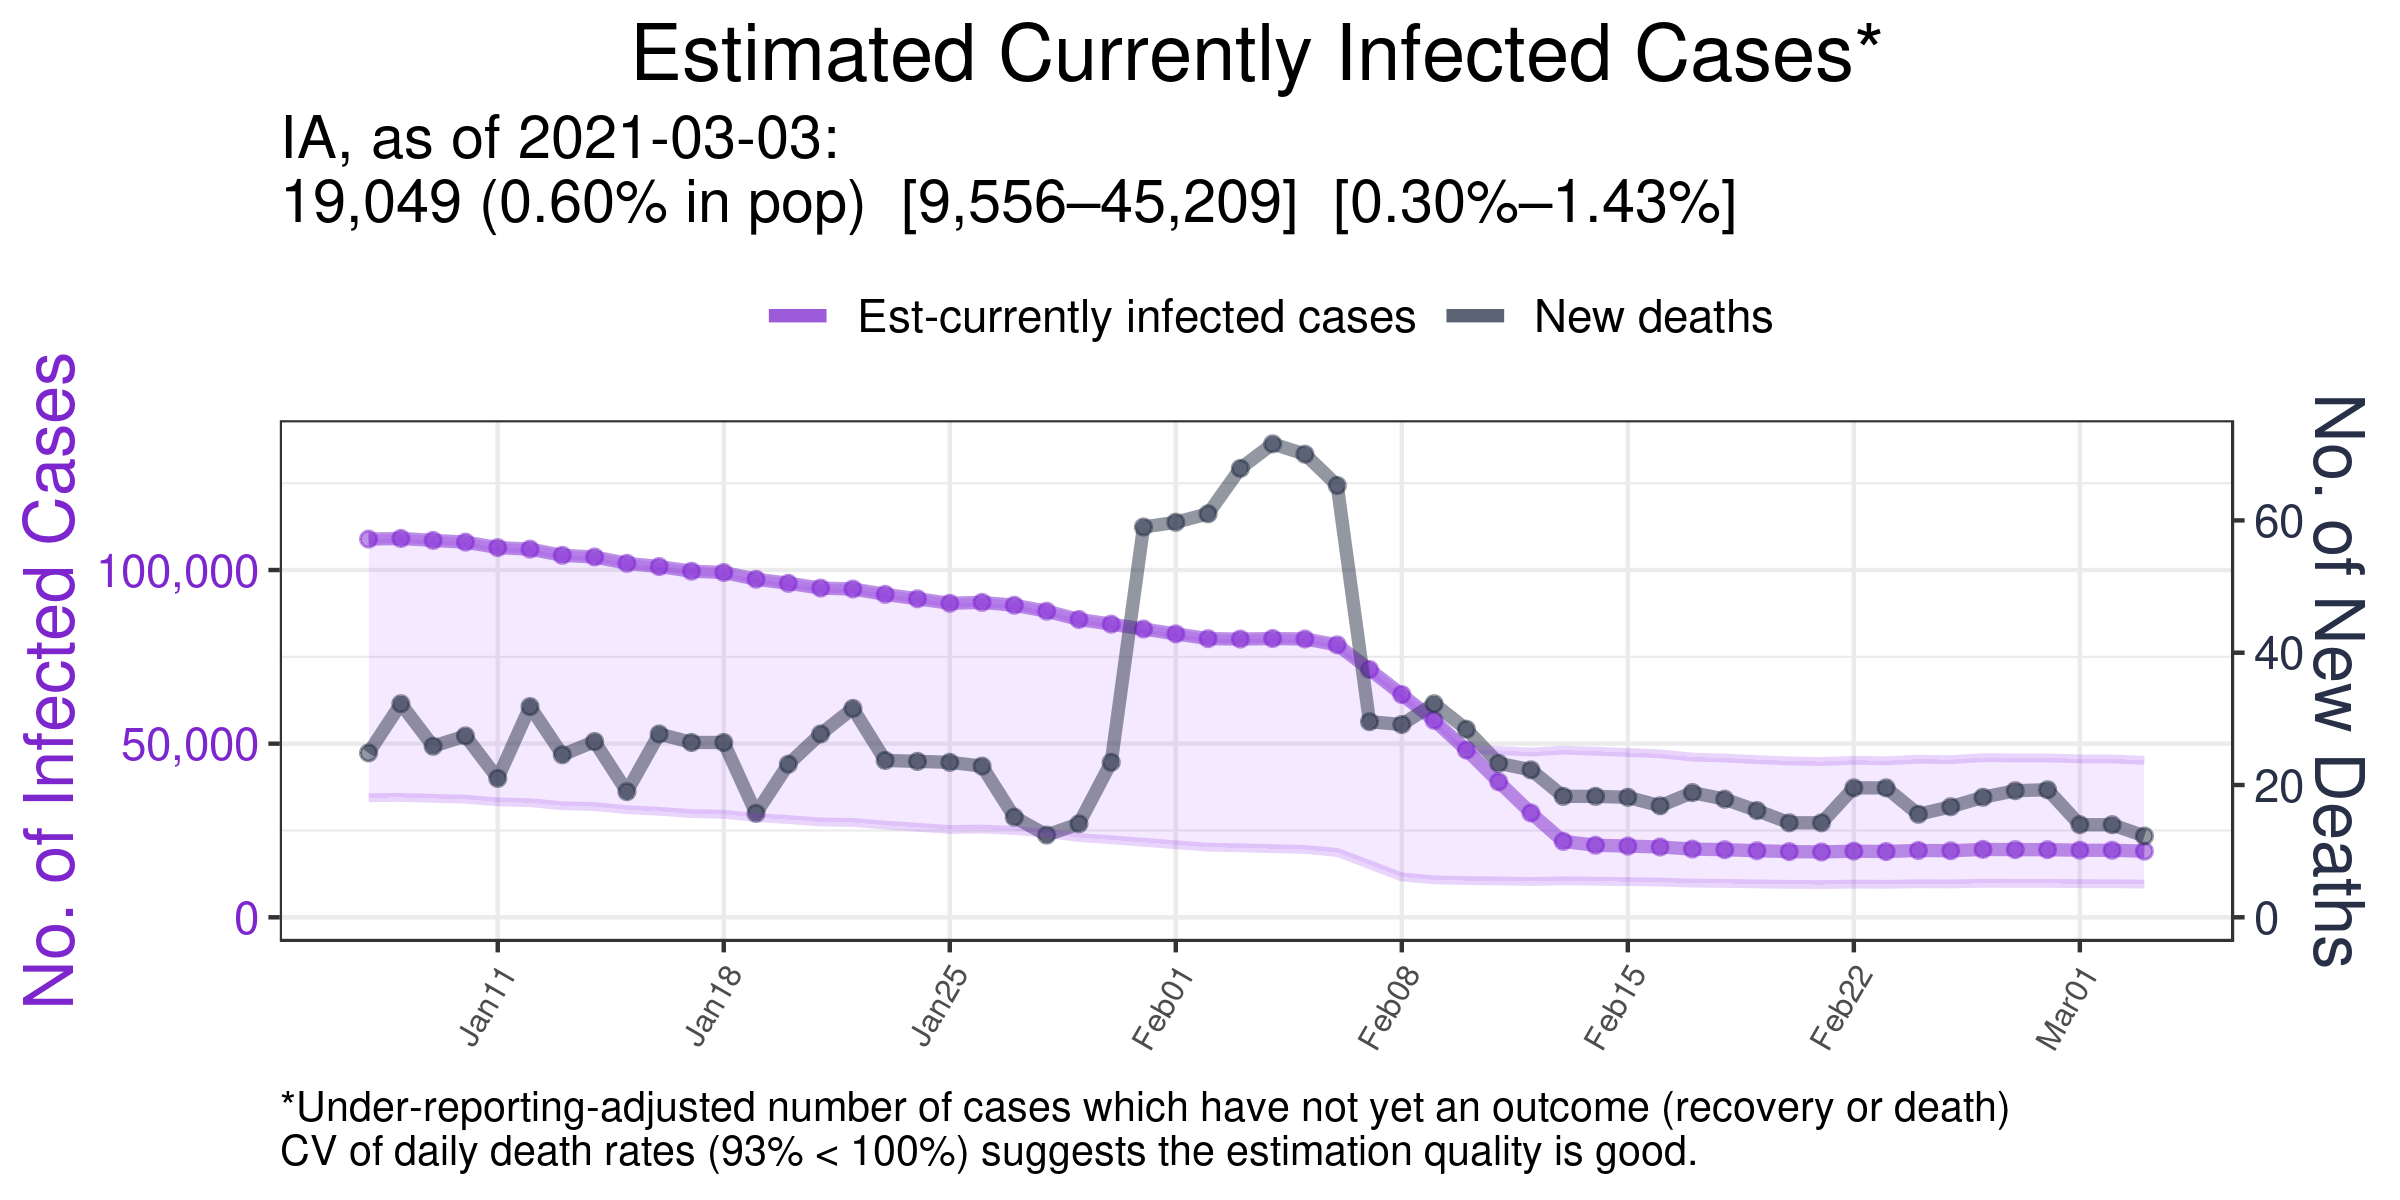 Estimated Currently Infected Cases*
IA, as of 2021-03-03:
19,049 (0.60% in pop)  [9,556–45,209]  [0.30%–1.43%]
Est-currently infected cases
New deaths
No. of Infected Cases
100,000
50,000
0
No. of New Deaths
60
40
20
0
Jan11
Jan18
Jan25
Feb01
Feb08
Feb15
Feb22
Mar01
*Under-reporting-adjusted number of cases which have not yet an outcome (recovery or death)
CV of daily death rates (93% < 100%) suggests the estimation quality is good.